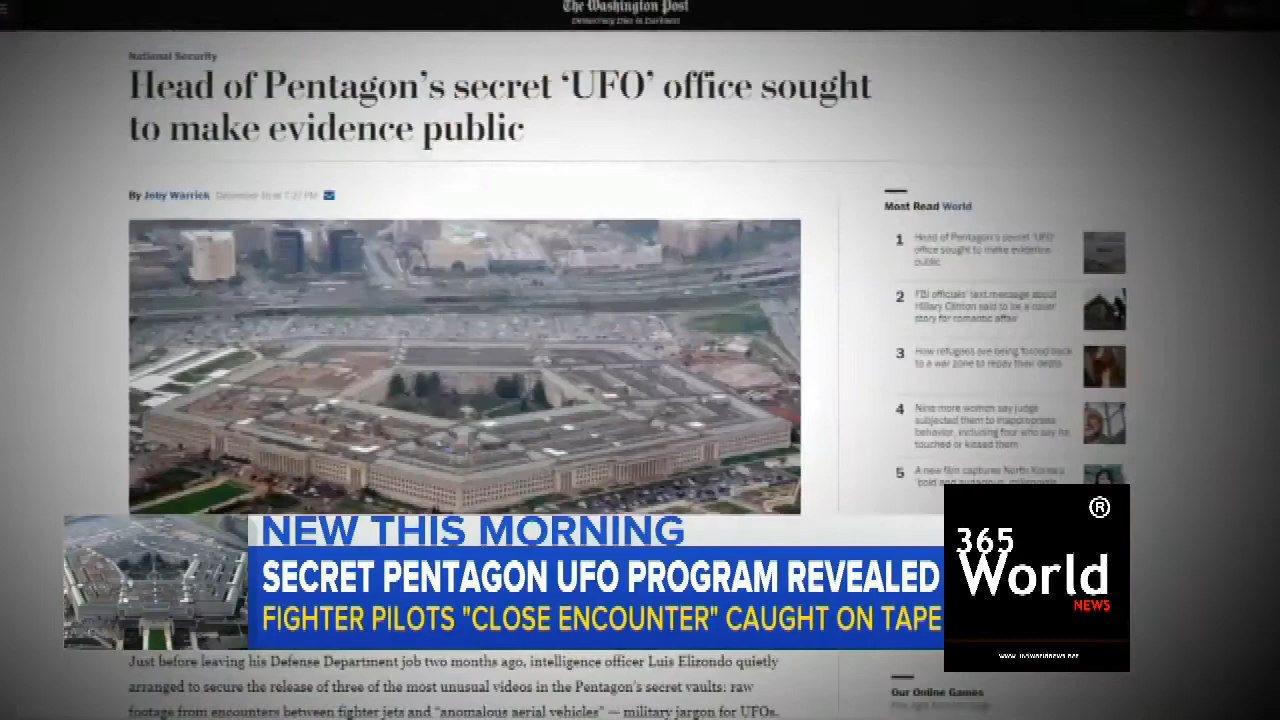 The Washington Post
Democracy Dies in Darkness
National Security
Head of Pentagon's secret 'UFO' office sought
to make evidence public
By Joby Warrick
Most Read World
1
Head of Pentagon's secret 'UFO'
office sought to make evidence
public
2
FBI officials' text message about
Hillary Clinton said to be a cover
story for romantic affair
3
How refugees are being forced back
to a war zone to repay their debts
4
Nine more women say judge
subjected them to inappropriate
behavior, including four who say he
touched or kissed them
5
A new film captures North Korea's
NEW THIS MORNING
SECRET PENTAGON UFO PROGRAM REVEALED
FIGHTER PILOTS "CLOSE ENCOUNTER" CAUGHT ON TAPE
®
365
World
NEWS
Just before leaving his Defense Department job two months ago, intelligence officer Luis Elizondo quietly
arranged to secure the release of three of the most unusual videos in the Pentagon's secret vaults: raw
footage from encounters between fighter jets and "anomalous aerial vehicles" — military jargon for UFOs.
Our Online Games